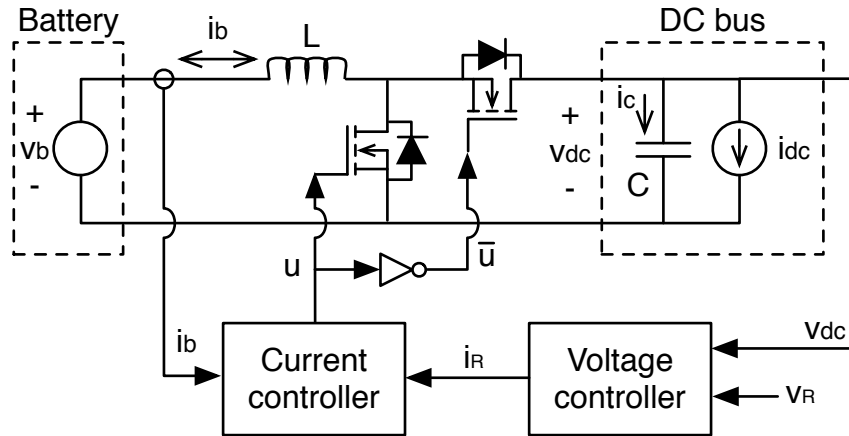 Battery
DC bus
ib
L
+
vb
-
+
vdc
-
ic
C
idc
u
u̅
ib
Current
controller
iR
Voltage
controller
vdc
vR